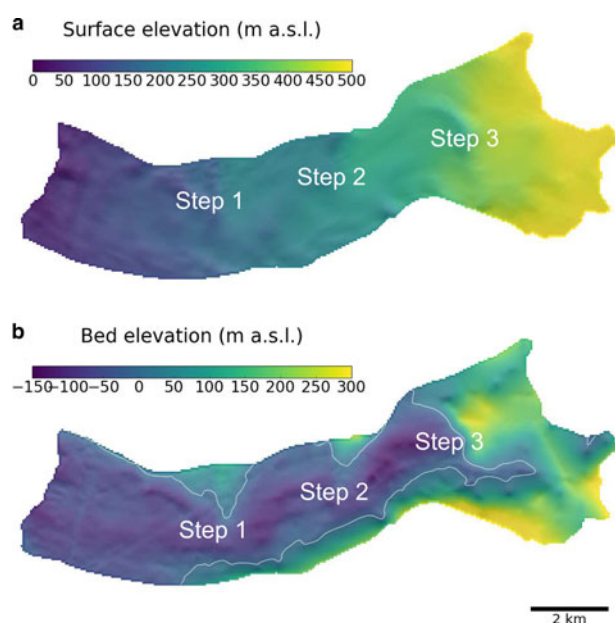 a
Surface elevation (m a.s.l.)
0 50 100 150 200 250 300 350 400 450 500
Step 1
Step 2
Step 3
b
Bed elevation (m a.s.l.)
−150−100−50 0 50 100 150 200 250 300
Step 1
Step 2
Step 3
2 km